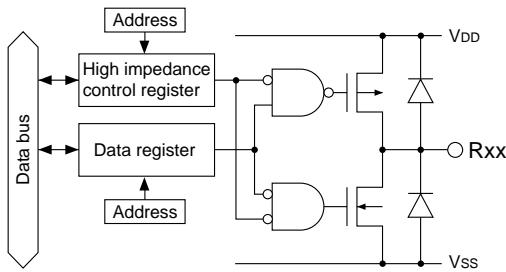 Address
VDD
High impedance
control register
Data bus
Data register
Rxx
Address
VSS